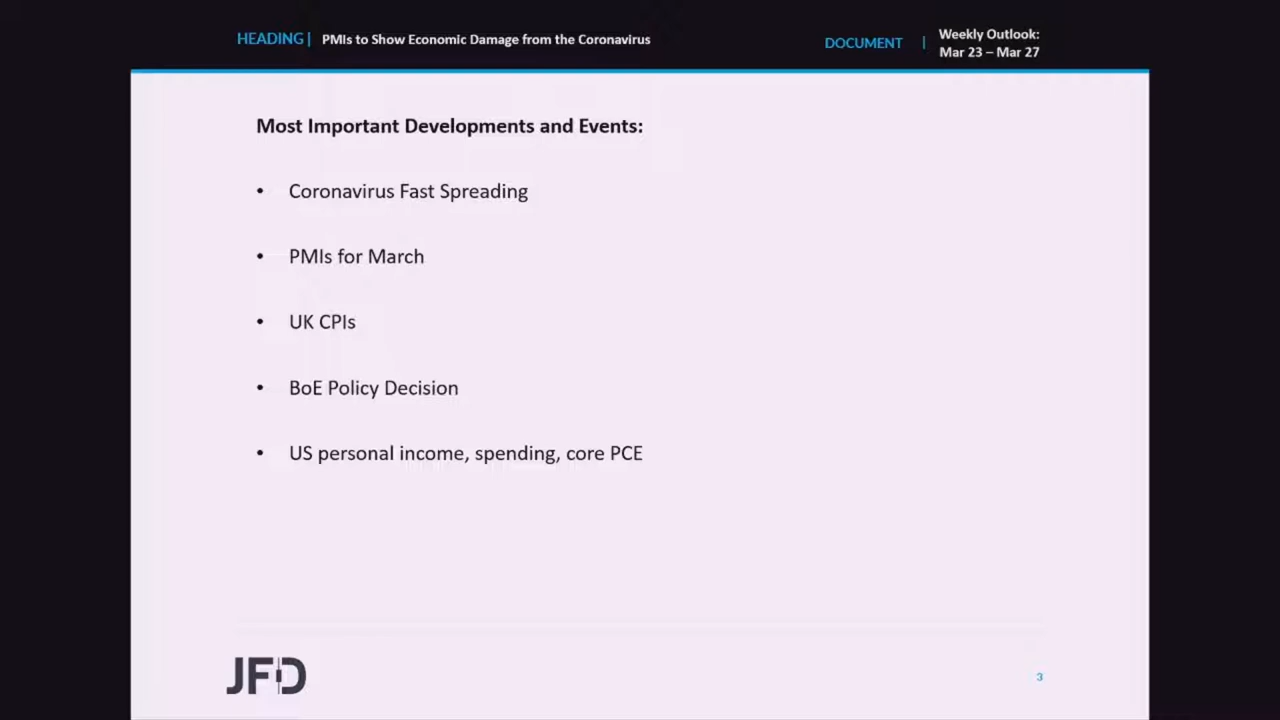 HEADING | PMIs to Show Economic Damage from the Coronavirus
DOCUMENT | Weekly Outlook:
Mar 23 – Mar 27
Most Important Developments and Events:
• Coronavirus Fast Spreading
• PMIs for March
• UK CPIs
• BoE Policy Decision
• US personal income, spending, core PCE
JFD
3